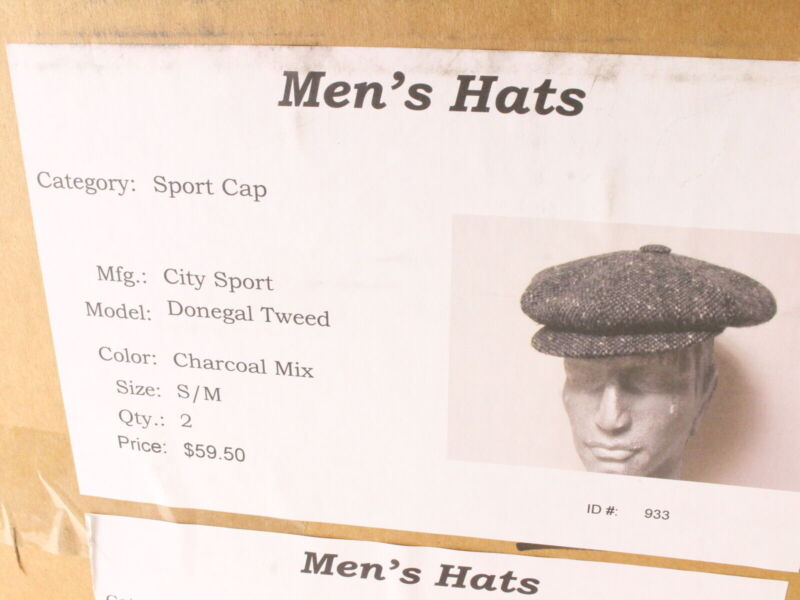 Men's Hats
Category: Sport Cap
Mfg.: City Sport
Model: Donegal Tweed
Color: Charcoal Mix
Size: S/M
Qty.: 2
Price: $59.50
ID #: 933
Men's Hats